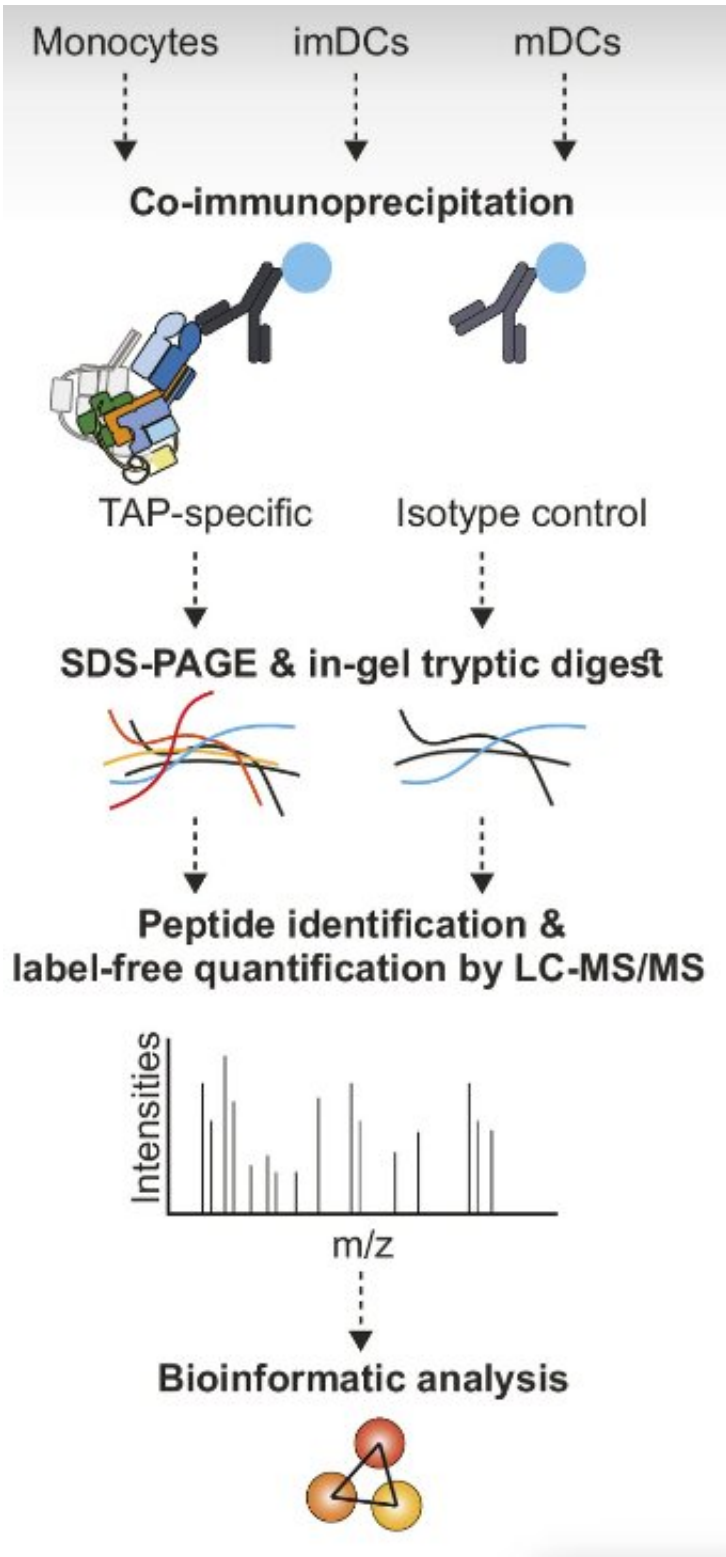 Monocytes imDCs mDCs
Co-immunoprecipitation
TAP-specific Isotype control
SDS-PAGE & in-gel tryptic digest
Peptide identification &
label-free quantification by LC-MS/MS
Intensities
m/z
Bioinformatic analysis